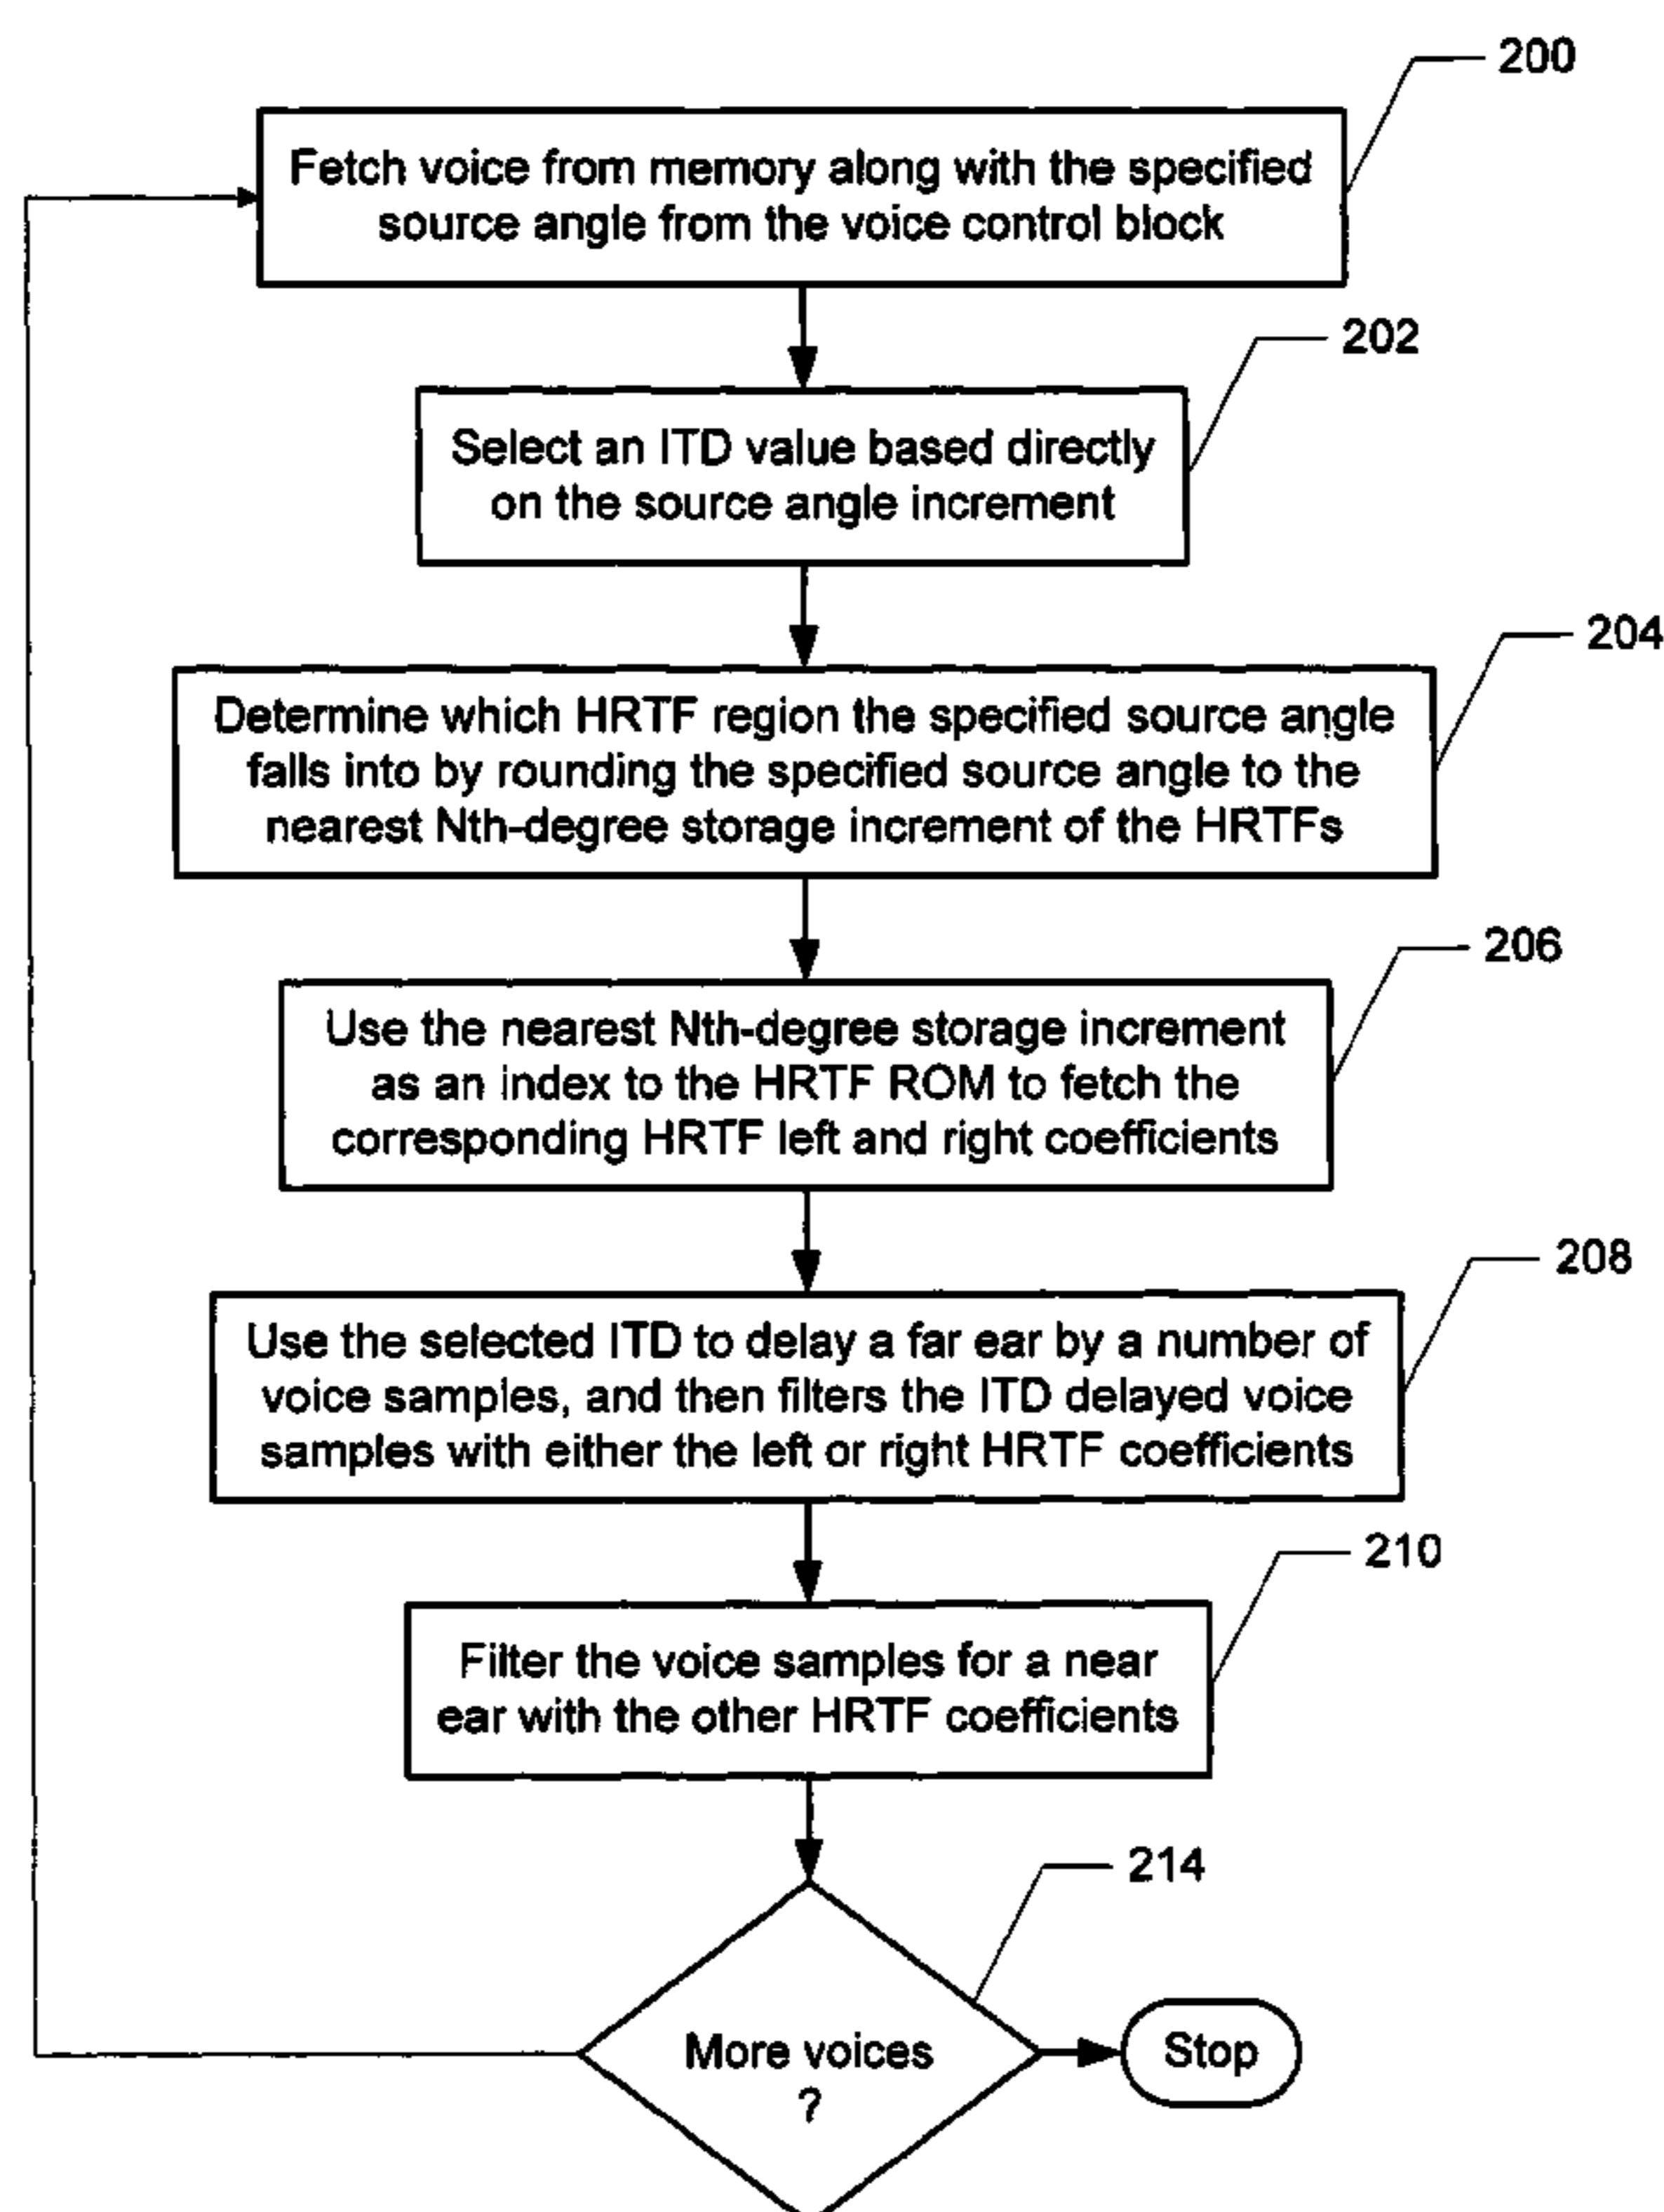 200
Fetch voice from memory along with the specified
source angle from the voice control block
202
Select an ITD value based directly
on the source angle increment
204
Determine which HRTF region the specified source angle
falls into by rounding the specified source angle to the
nearest Nth-degree storage increment of the HRTFs
206
Use the nearest Nth-degree storage increment
as an index to the HRTF ROM to fetch the
corresponding HRTF left and right coefficients
208
Use the selected ITD to delay a far ear by a number of
voice samples, and then filters the ITD delayed voice
samples with either the left or right HRTF coefficients
210
Filter the voice samples for a near
ear with the other HRTF coefficients
214
More voices
?
Stop